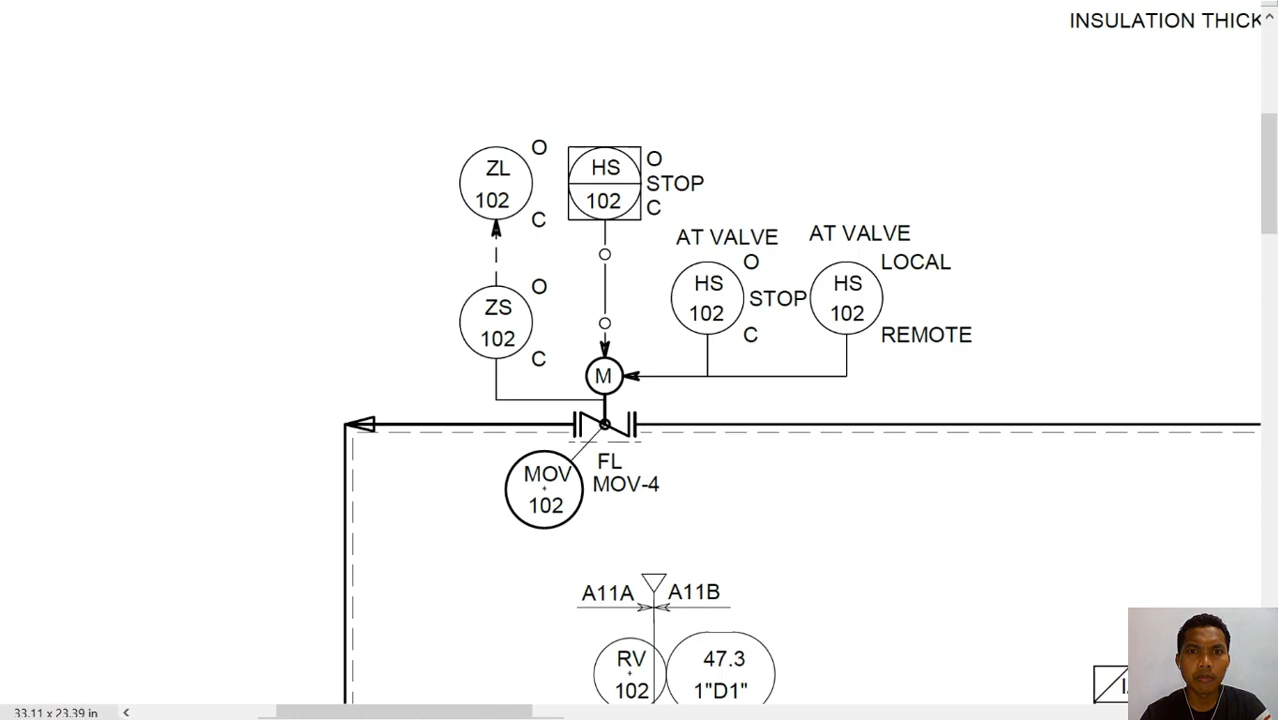 INSULATION THICK
ZL
102
O
C
HS
102
O
STOP
C
AT VALVE
HS
102
O
STOP
C
AT VALVE
HS
102
LOCAL
REMOTE
ZS
102
O
C
M
MOV
102
FL
MOV-4
A11A
A11B
RV
102
47.3
1"D1"
33.11 x 23.39 in